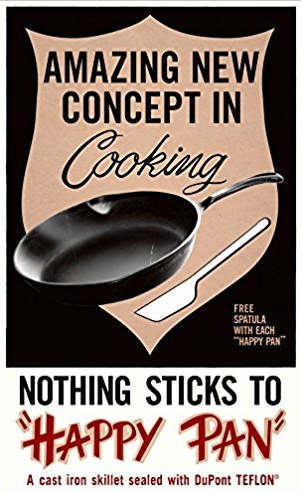 AMAZING NEW
CONCEPT IN
Cooking
FREE
SPATULA
WITH EACH
"HAPPY PAN"
NOTHING STICKS TO
"HAPPY PAN"
A cast iron skillet sealed with DuPont TEFLON®